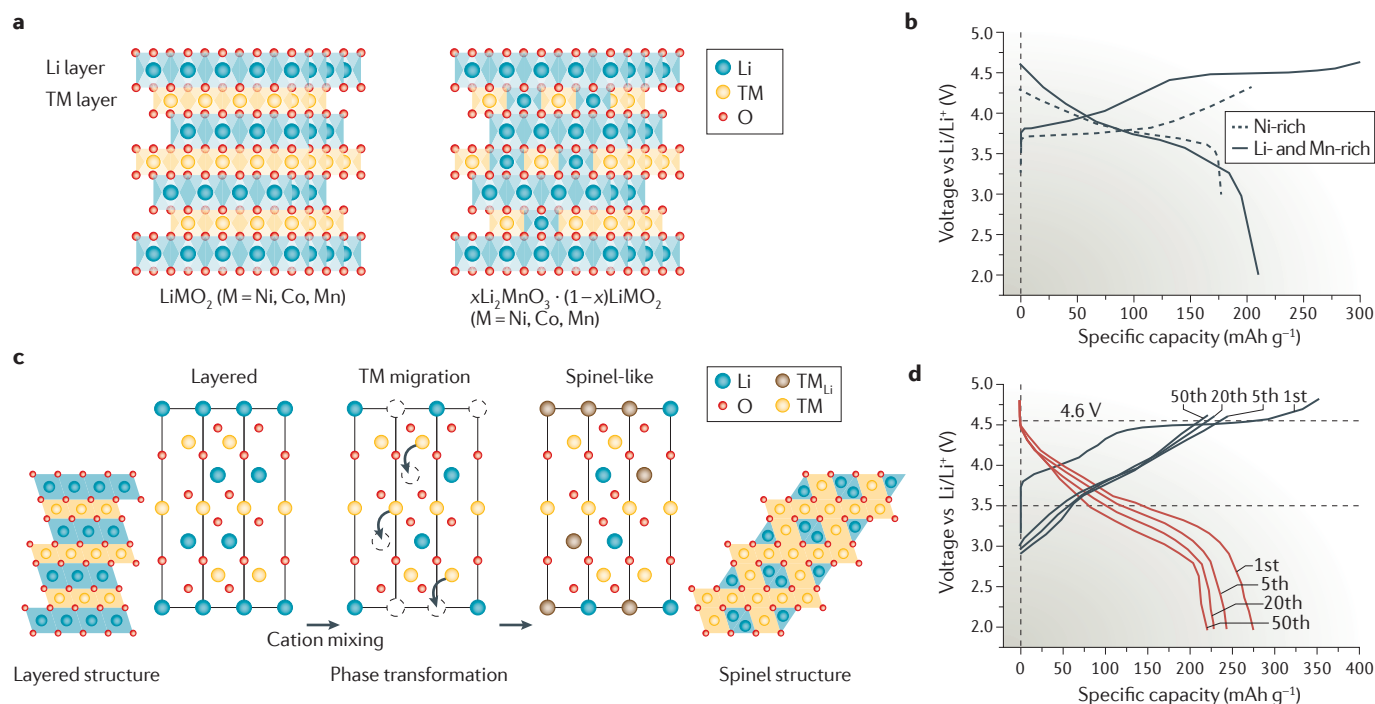 a
Li layer
TM layer
Li
TM
O
LiMO₂ (M = Ni, Co, Mn)
xLi₂MnO₃ · (1 − x)LiMO₂
(M = Ni, Co, Mn)
b
Voltage vs Li/Li⁺ (V)
5.0
4.5
4.0
3.5
3.0
2.5
2.0
Ni-rich
Li- and Mn-rich
0 50 100 150 200 250 300
Specific capacity (mAh g⁻¹)
c
Layered
TM migration
Spinel-like
Li
TM_Li
O
TM
Cation mixing
Layered structure
Phase transformation
Spinel structure
d
Voltage vs Li/Li⁺ (V)
5.0
4.5
4.0
3.5
3.0
2.5
2.0
4.6 V
50th 20th 5th 1st
1st
5th
20th
50th
0 50 100 150 200 250 300 350 400
Specific capacity (mAh g⁻¹)